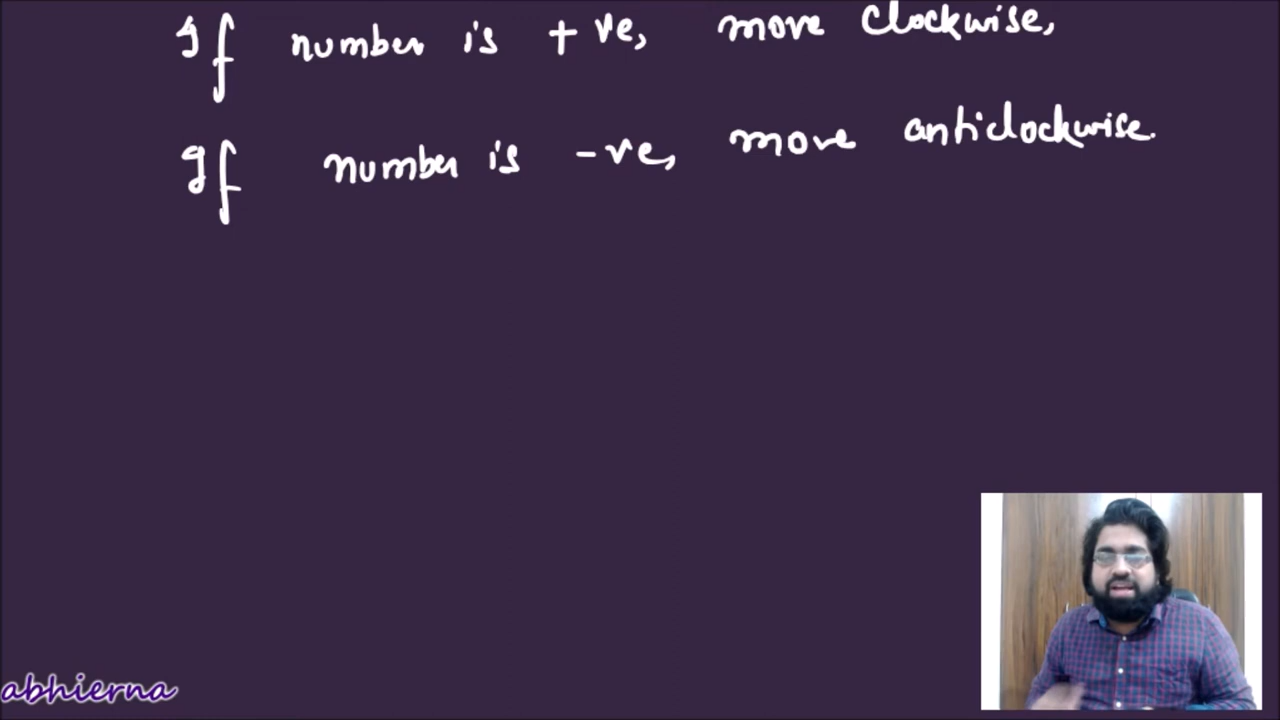 If number is +ve, move clockwise,
If number is -ve, move anticlockwise.
abhierna